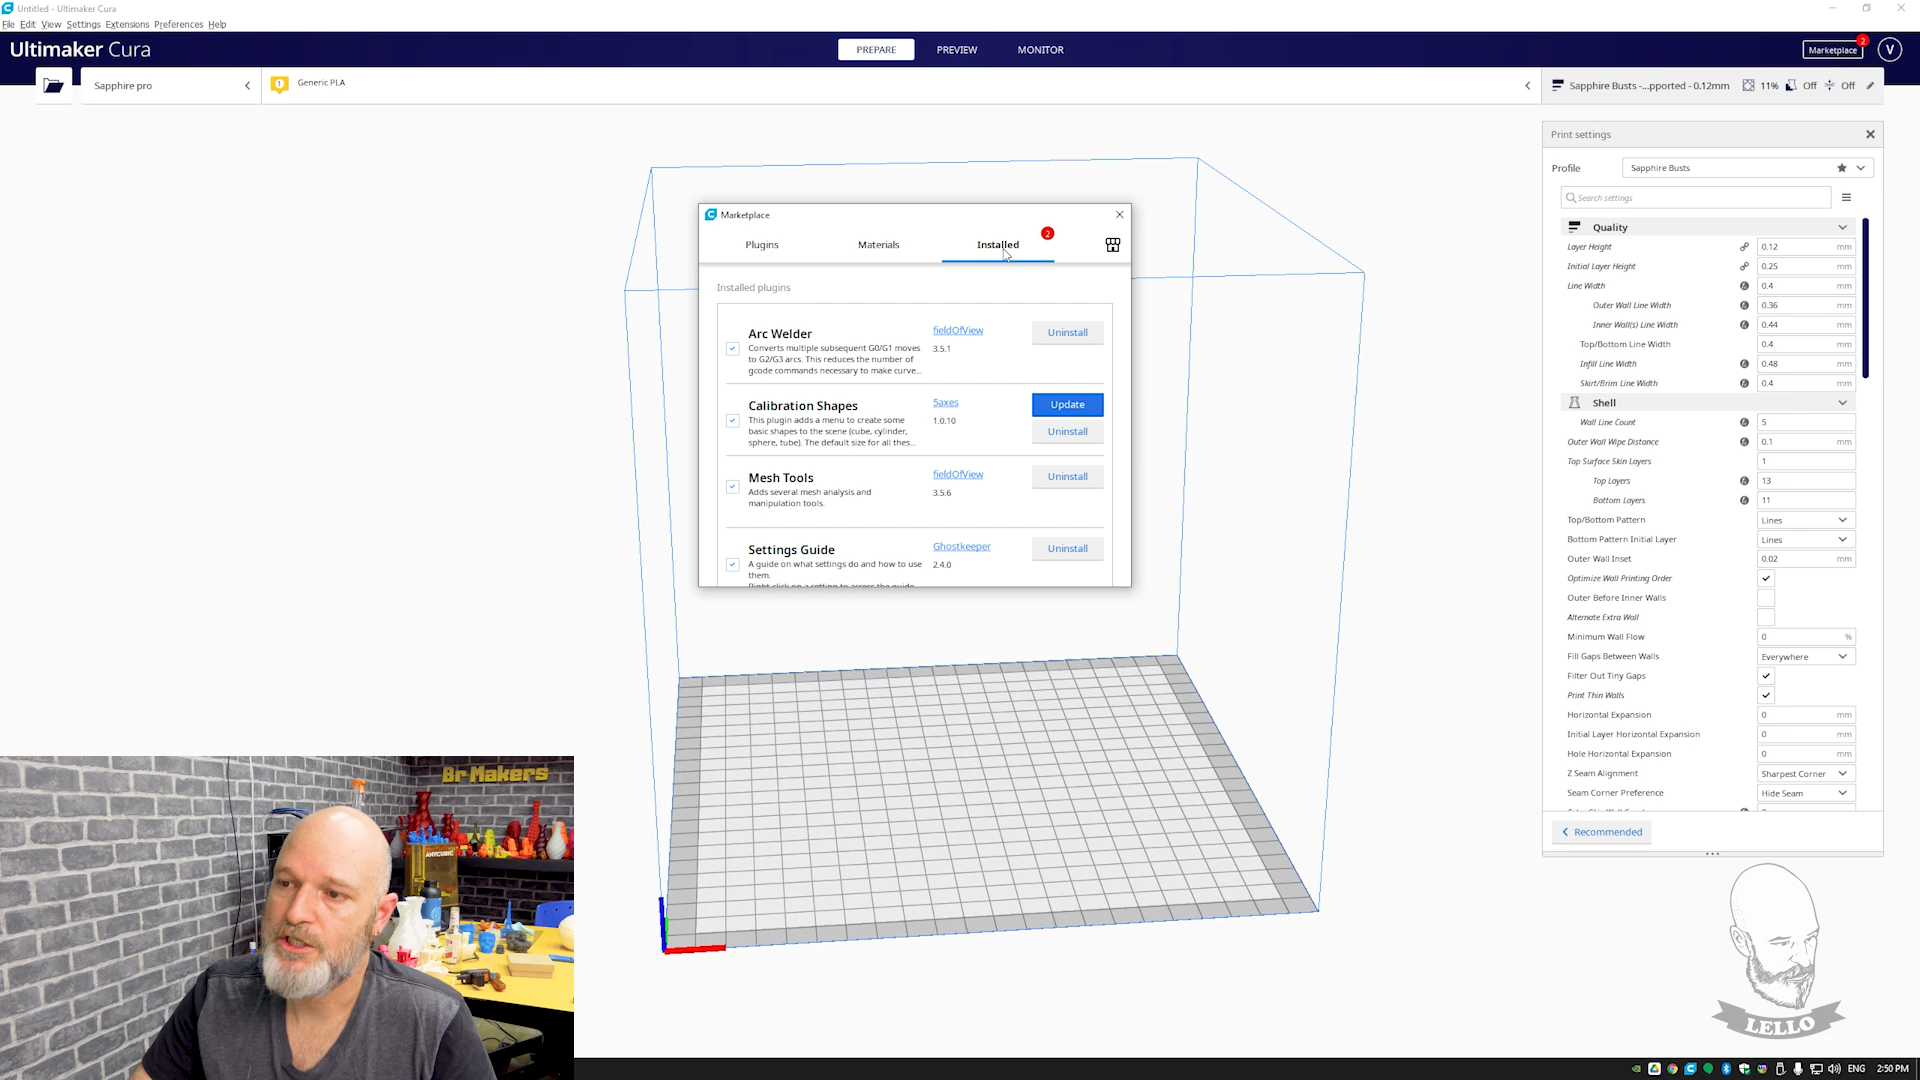 Untitled - Ultimaker Cura
File Edit View Settings Extensions Preferences Help
Ultimaker Cura
PREPARE
PREVIEW
MONITOR
Marketplace
2
V
Sapphire pro
1
Generic PLA
Sapphire Busts -...pported - 0.12mm
11%
Off
Off
Print settings
Profile
Sapphire Busts
Search settings
Quality
Layer Height 0.12 mm
Initial Layer Height 0.25 mm
Line Width 0.4 mm
Outer Wall Line Width 0.36 mm
Inner Wall(s) Line Width 0.44 mm
Top/Bottom Line Width 0.4 mm
Infill Line Width 0.48 mm
Skirt/Brim Line Width 0.4 mm
Shell
Wall Line Count 5
Outer Wall Wipe Distance 0.1 mm
Top Surface Skin Layers 1
Top Layers 13
Bottom Layers 11
Top/Bottom Pattern Lines
Bottom Pattern Initial Layer Lines
Outer Wall Inset 0.02 mm
Optimize Wall Printing Order
Outer Before Inner Walls
Alternate Extra Wall
Minimum Wall Flow 0 %
Fill Gaps Between Walls Everywhere
Filter Out Tiny Gaps
Print Thin Walls
Horizontal Expansion 0 mm
Initial Layer Horizontal Expansion 0 mm
Hole Horizontal Expansion 0 mm
Z Seam Alignment Sharpest Corner
Seam Corner Preference Hide Seam
Recommended
Marketplace
Plugins
Materials
Installed
2
Installed plugins
Arc Welder
Converts multiple subsequent G0/G1 moves
to G2/G3 arcs. This reduces the number of
gcode commands necessary to make curve...
fieldOfView
3.5.1
Uninstall
Calibration Shapes
This plugin adds a menu to create some
basic shapes to the scene (cube, cylinder,
sphere, tube). The default size for all thes...
5axes
1.0.10
Update
Uninstall
Mesh Tools
Adds several mesh analysis and
manipulation tools.
fieldOfView
3.5.6
Uninstall
Settings Guide
A guide on what settings do and how to use
them.
Right-click on a setting to access the guide
Ghostkeeper
2.4.0
Uninstall
Br Makers
ANYCUBIC
LELLO
ENG
2:50 PM